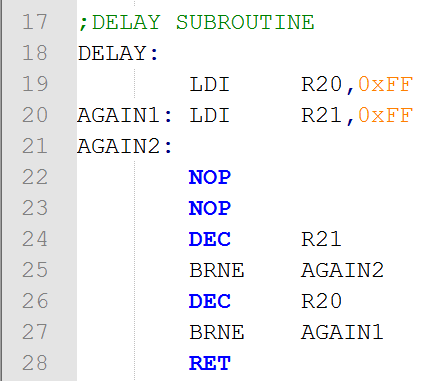 17 ;DELAY SUBROUTINE
18 DELAY:
19 LDI R20,0xFF
20 AGAIN1: LDI R21,0xFF
21 AGAIN2:
22 NOP
23 NOP
24 DEC R21
25 BRNE AGAIN2
26 DEC R20
27 BRNE AGAIN1
28 RET